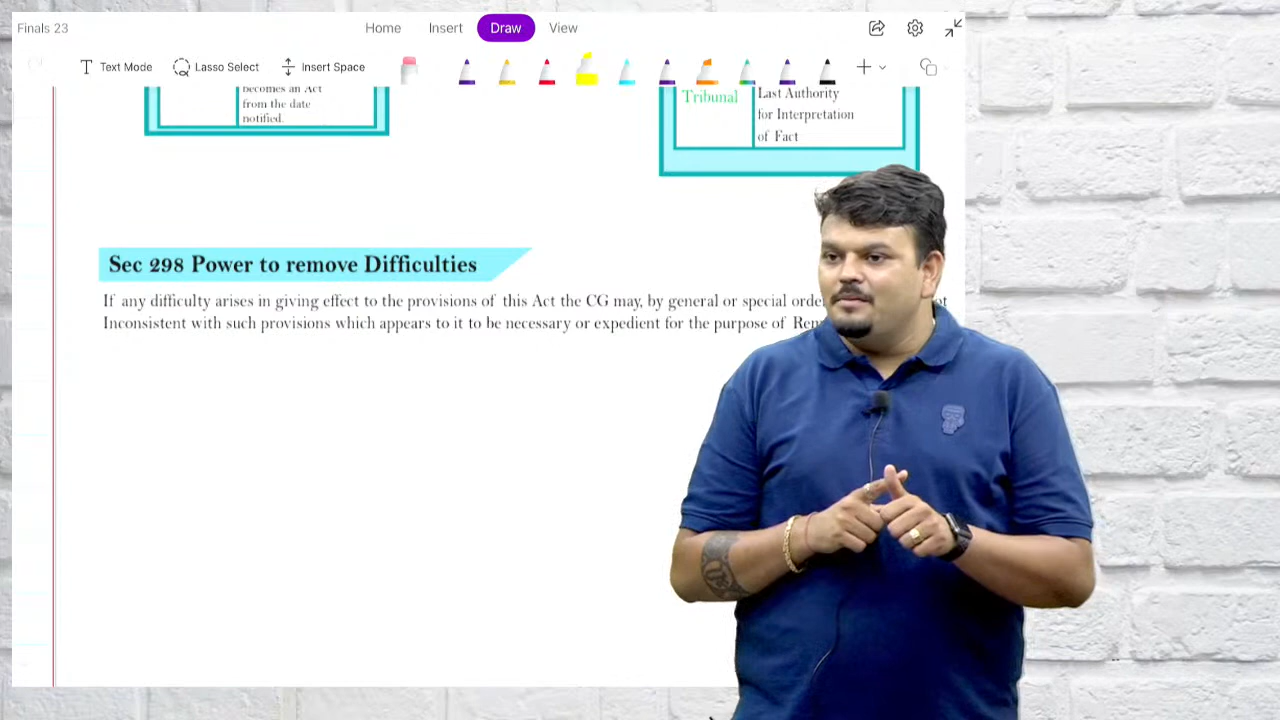 Finals 23
Home Insert Draw View
Text Mode Lasso Select Insert Space
becomes an Act
from the date
notified.
Tribunal
Last Authority
for Interpretation
of Fact
Sec 298 Power to remove Difficulties
If any difficulty arises in giving effect to the provisions of this Act the CG may, by general or special
Inconsistent with such provisions which appears to it to be necessary or expedient for the purpose of